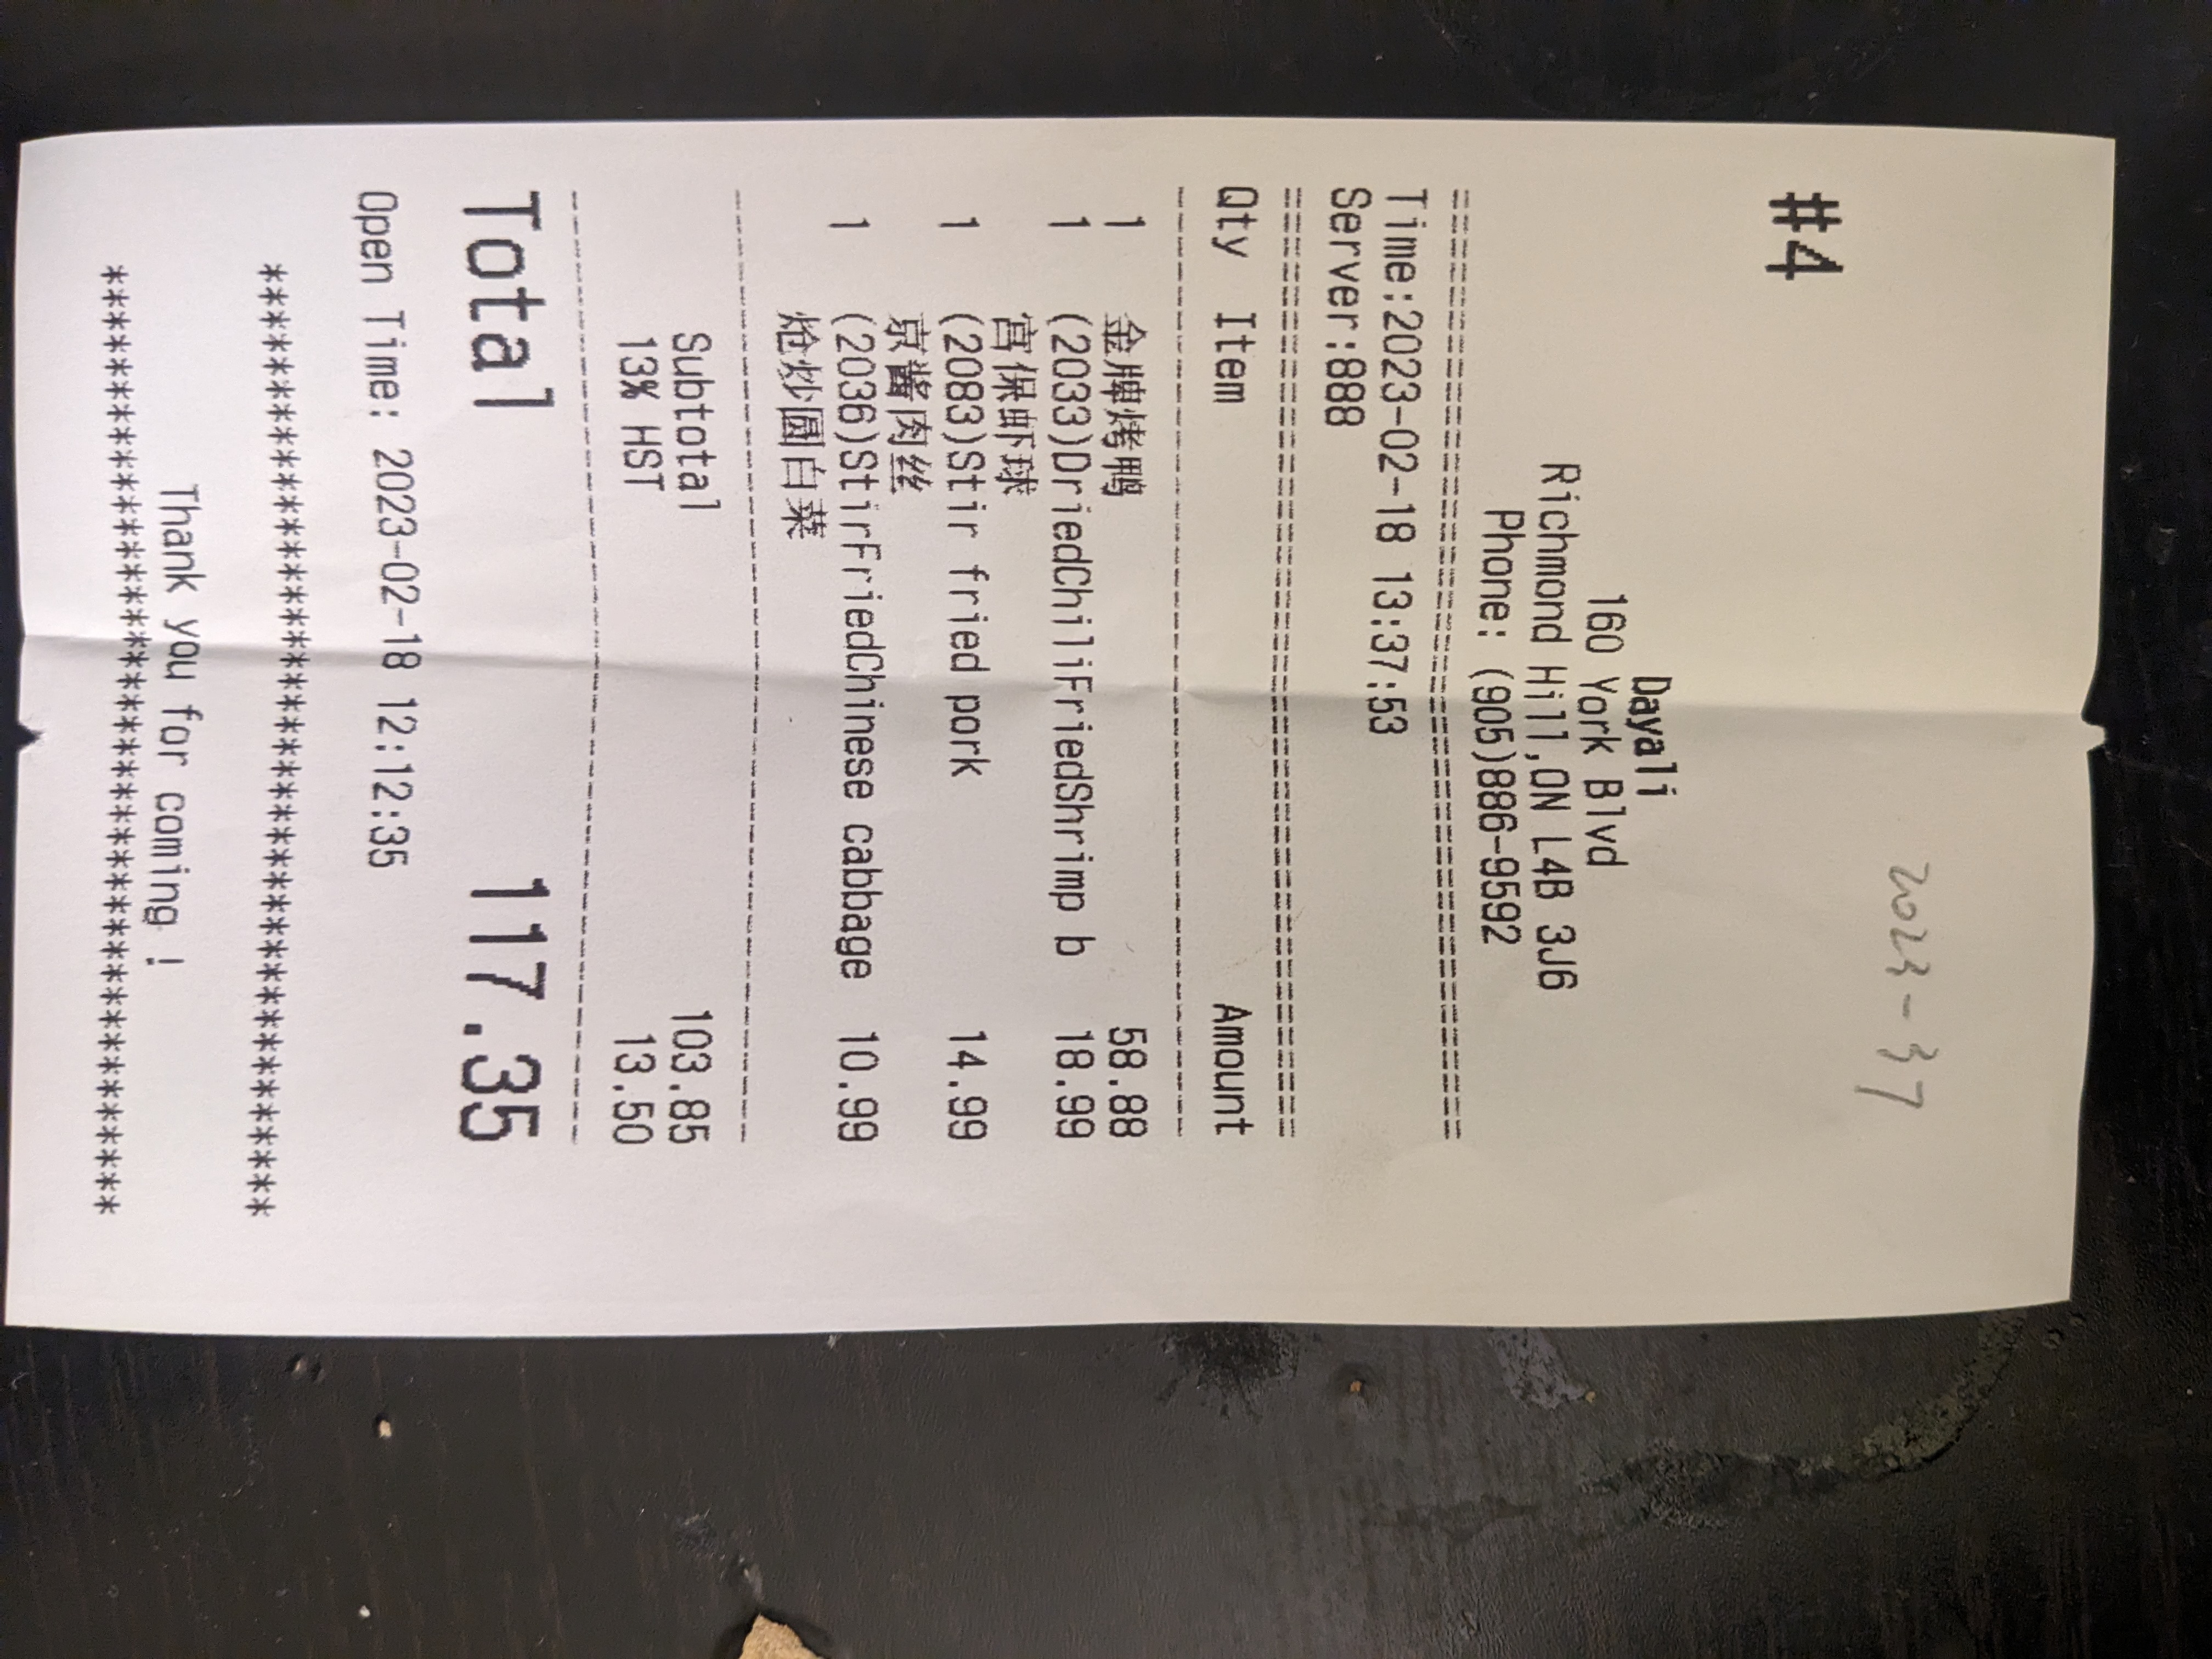 2023-37
#4
Dayali
160 York Blvd
Richmond Hill,ON L4B 3J6
Phone: (905)886-9592
================================================
Time:2023-02-18 13:37:53
Server:888
================================================
Qty Item Amount
------------------------------------------------
1 金牌烤鸭 58.88
1 (2033)DriedChiliFriedShrimp b 18.99
宫保虾球
1 (2083)Stir fried pork 14.99
京酱肉丝
1 (2036)StirFriedChinese cabbage 10.99
炝炒圆白菜
------------------------------------------------
Subtotal 103.85
13% HST 13.50
------------------------------------------------
Total 117.35
Open Time: 2023-02-18 12:12:35
******************************************
Thank you for coming !
******************************************